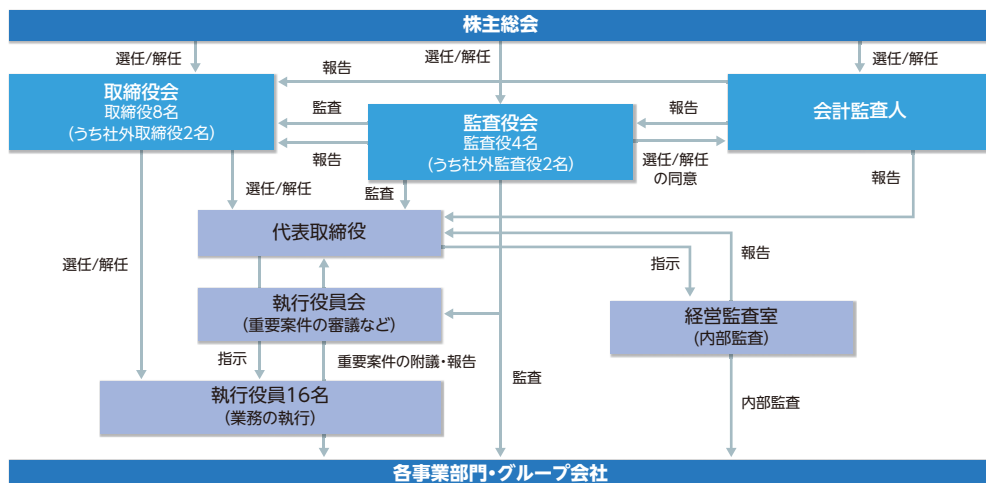 株主総会
選任/解任
選任/解任
選任/解任
報告
取締役会
取締役8名
(うち社外取締役2名)
監査
報告
監査役会
監査役4名
(うち社外監査役2名)
報告
会計監査人
選任/解任
の同意
選任/解任
監査
報告
代表取締役
選任/解任
指示
報告
執行役員会
(重要案件の審議など)
経営監査室
(内部監査)
指示
重要案件の附議・報告
監査
執行役員16名
(業務の執行)
内部監査
各事業部門・グループ会社